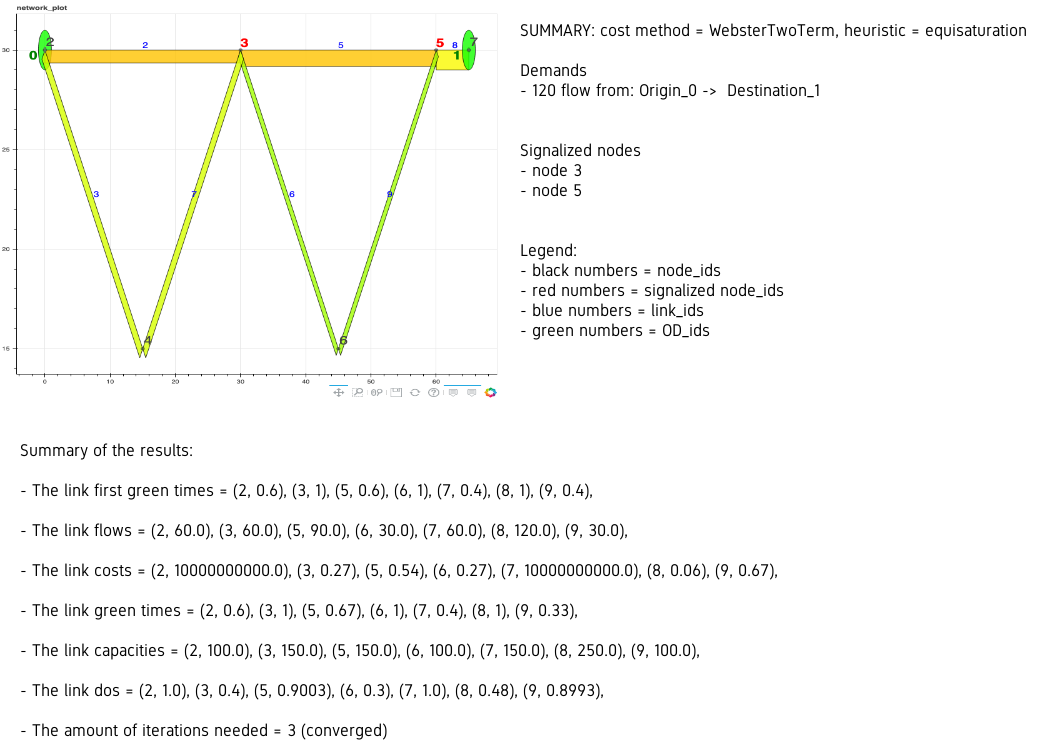 network_plot
SUMMARY: cost method = WebsterTwoTerm, heuristic = equisaturation
Demands
- 120 flow from: Origin_0 -> Destination_1
Signalized nodes
- node 3
- node 5
Legend:
- black numbers = node_ids
- red numbers = signalized node_ids
- blue numbers = link_ids
- green numbers = OD_ids
30
25
20
15
0 10 20 30 40 50 60
0 2 2 3 5 5 8 1 7
3 7 6 9
4 6
Summary of the results:
- The link first green times = (2, 0.6), (3, 1), (5, 0.6), (6, 1), (7, 0.4), (8, 1), (9, 0.4),
- The link flows = (2, 60.0), (3, 60.0), (5, 90.0), (6, 30.0), (7, 60.0), (8, 120.0), (9, 30.0),
- The link costs = (2, 10000000000.0), (3, 0.27), (5, 0.54), (6, 0.27), (7, 10000000000.0), (8, 0.06), (9, 0.67),
- The link green times = (2, 0.6), (3, 1), (5, 0.67), (6, 1), (7, 0.4), (8, 1), (9, 0.33),
- The link capacities = (2, 100.0), (3, 150.0), (5, 150.0), (6, 100.0), (7, 150.0), (8, 250.0), (9, 100.0),
- The link dos = (2, 1.0), (3, 0.4), (5, 0.9003), (6, 0.3), (7, 1.0), (8, 0.48), (9, 0.8993),
- The amount of iterations needed = 3 (converged)